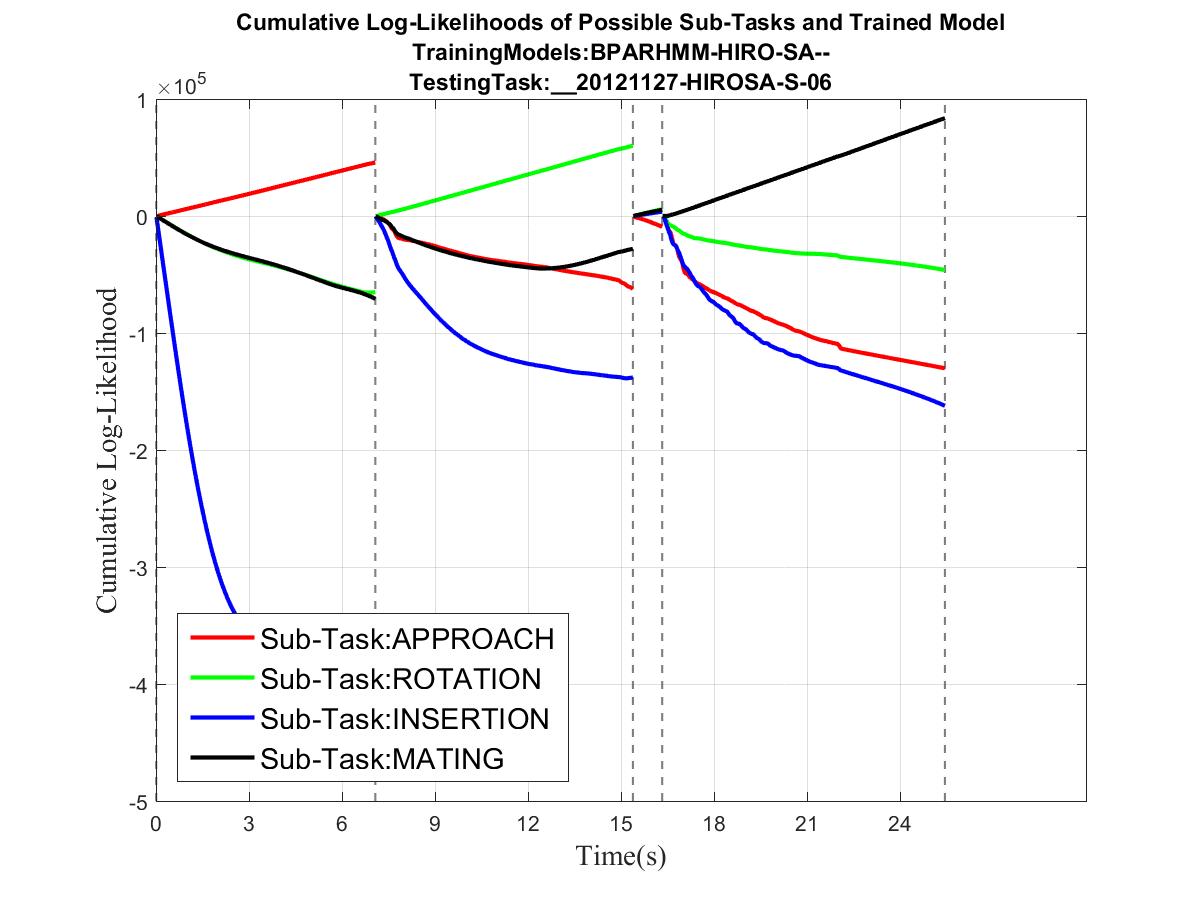 Cumulative Log-Likelihoods of Possible Sub-Tasks and Trained Model
TrainingModels:BPARHMM-HIRO-SA--
TestingTask:__20121127-HIROSA-S-06
×10⁵
1
0
-1
-2
-3
-4
-5
Cumulative Log-Likelihood
Sub-Task:APPROACH
Sub-Task:ROTATION
Sub-Task:INSERTION
Sub-Task:MATING
0 3 6 9 12 15 18 21 24
Time(s)